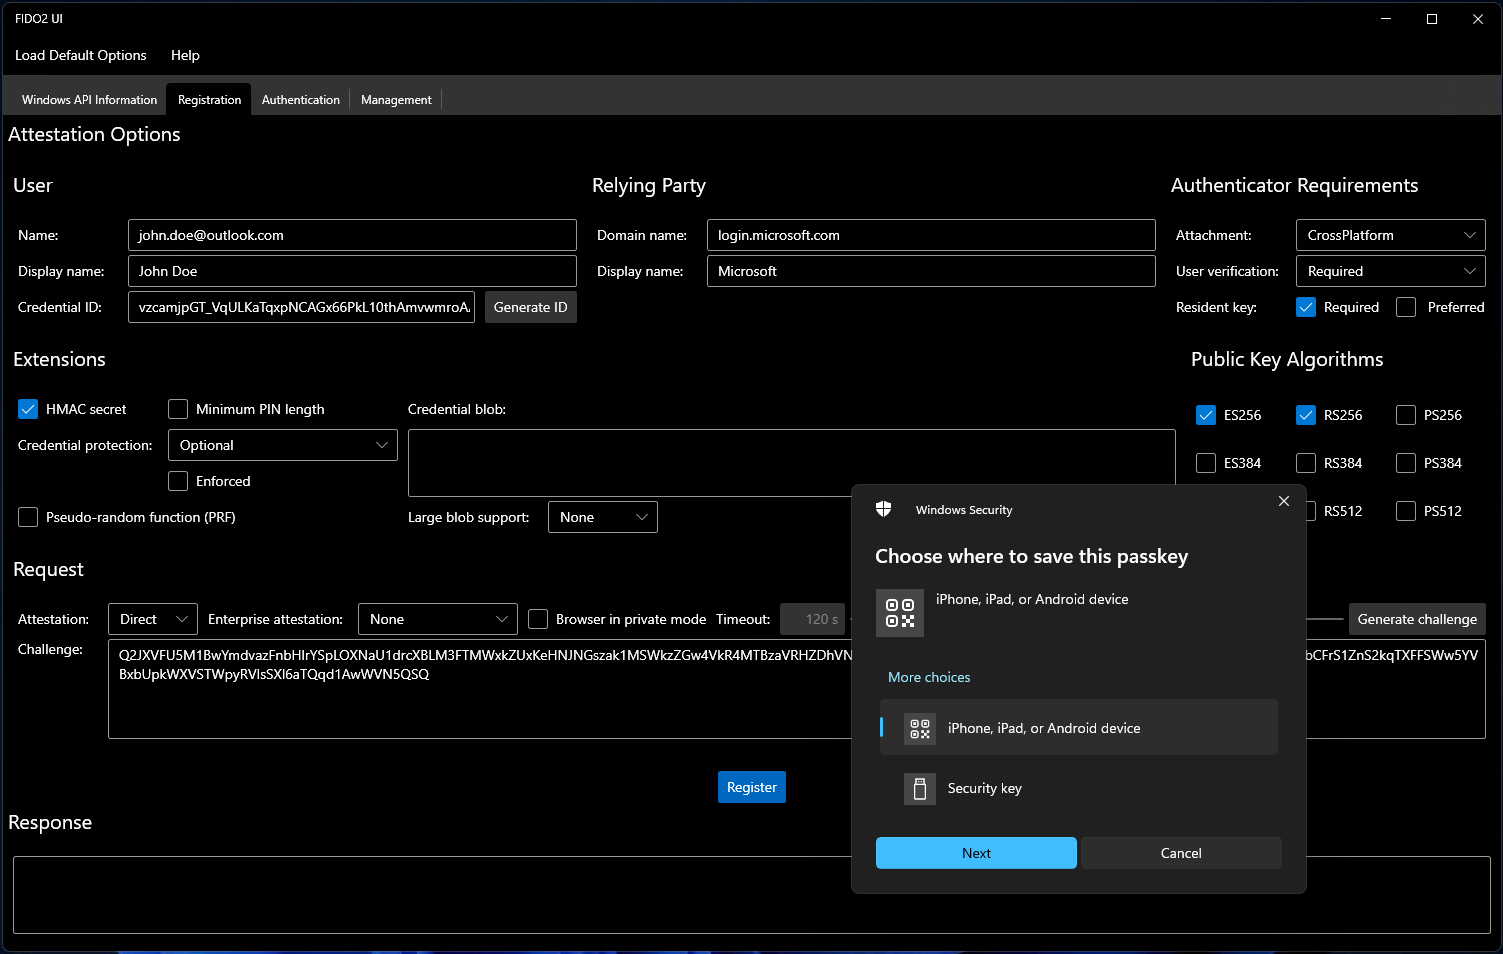 FIDO2 UI
Load Default Options Help
Windows API Information Registration Authentication Management
Attestation Options
User
Name: john.doe@outlook.com
Display name: John Doe
Credential ID: vzcamjpGT_VqULKaTqxpNCAGx66PkL10thAmvwmroA Generate ID
Relying Party
Domain name: login.microsoft.com
Display name: Microsoft
Authenticator Requirements
Attachment: CrossPlatform
User verification: Required
Resident key: Required Preferred
Extensions
HMAC secret Minimum PIN length
Credential protection: Optional
Enforced
Pseudo-random function (PRF)
Credential blob:
Large blob support: None
Public Key Algorithms
ES256 RS256 PS256
ES384 RS384 PS384
RS512 PS512
Request
Attestation: Direct Enterprise attestation: None Browser in private mode Timeout: 120 s Generate challenge
Challenge: Q2JXVFU5M1BwYmdvazFnbHlrYSpLOXNaU1drcXBLM3FTMWxkZUxKeHNJNGszak1MSWkzZGw4VkR4MTBzaVRHZDhVN bCFrS1ZnS2kqTXFFSWw5YV
BxbUpkWXVSTWpyRVlsSXl6aTQqd1AwWVN5QSQ
Register
Response
Windows Security
Choose where to save this passkey
iPhone, iPad, or Android device
More choices
iPhone, iPad, or Android device
Security key
Next Cancel